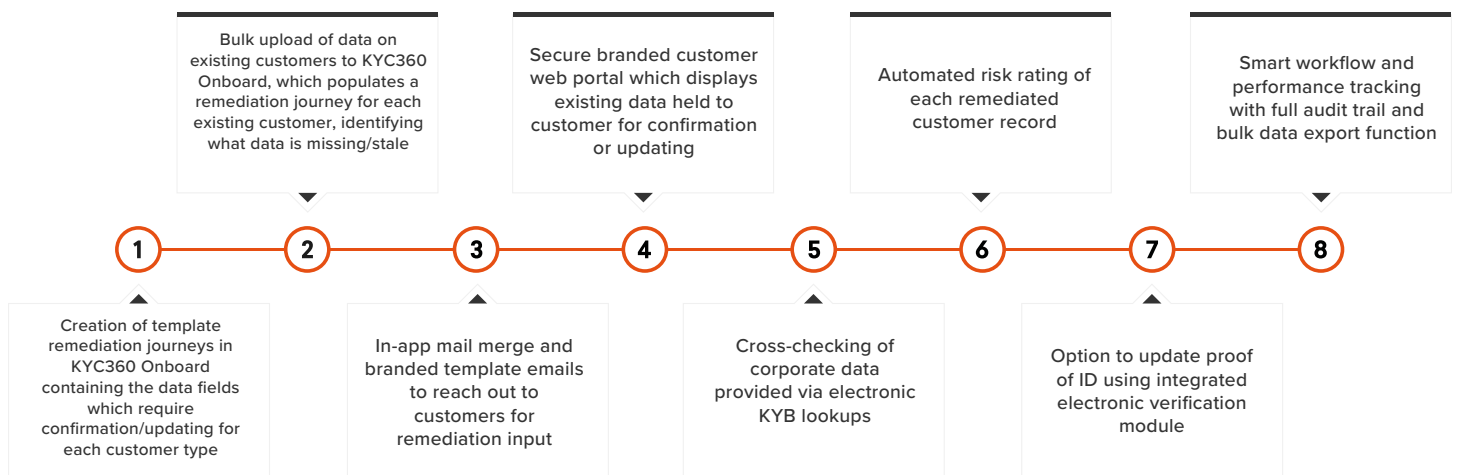 Bulk upload of data on
existing customers to KYC360
Onboard, which populates a
remediation journey for each
existing customer, identifying
what data is missing/stale
Secure branded customer
web portal which displays
existing data held to
customer for confirmation
or updating
Automated risk rating of
each remediated
customer record
Smart workflow and
performance tracking
with full audit trail and
bulk data export function
1
2
3
4
5
6
7
8
Creation of template
remediation journeys in
KYC360 Onboard
containing the data fields
which require
confirmation/updating for
each customer type
In-app mail merge and
branded template emails
to reach out to
customers for
remediation input
Cross-checking of
corporate data
provided via electronic
KYB lookups
Option to update proof
of ID using integrated
electronic verification
module